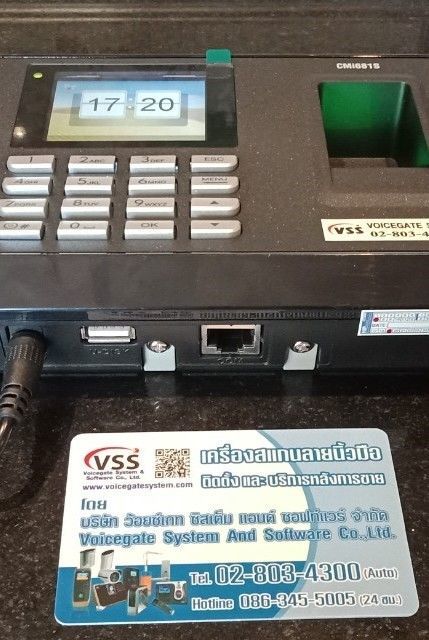 CMI681S
17:20
1 2ABC 3DEF ESC
4GHI 5JKL 6MNO MENU
7PQRS 8TUV 9WXYZ
0 OK
VSS VOICEGATE S
02-803-4
U-DISK
VSS
Voicegate System &
Software Co., Ltd.
www.voicegatesystem.com
เครื่องสแกนลายนิ้วมือ
ติดตั้ง และ บริการหลังการขาย
โดย
บริษัท ว้อยซ์เกท ซิสเต็ม แอนด์ ซอฟท์แวร์ จำกัด
Voicegate System And Software Co.,Ltd.
Tel. 02-803-4300 (Auto)
Hotline 086-345-5005 (24 ชม.)